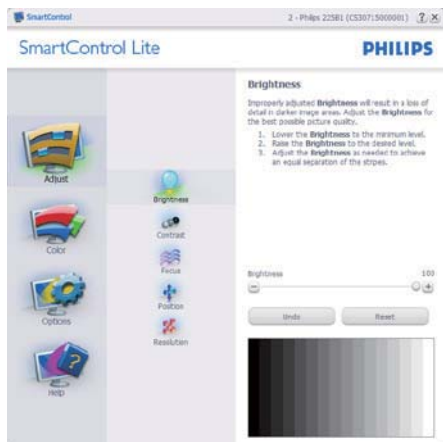 SmartControl
2 - Philips 225B1 (CS30715000001)
SmartControl Lite
PHILIPS
Adjust
Color
Options
Help
Brightness
Contrast
Focus
Position
Resolution
Brightness
Improperly adjusted Brightness will result in a loss of
detail in darker image areas. Adjust the Brightness for
the best possible picture quality.
1. Lower the Brightness to the minimum level.
2. Raise the Brightness to the desired level.
3. Adjust the Brightness as needed to achieve
an equal separation of the stripes.
Brightness 100
Undo Reset